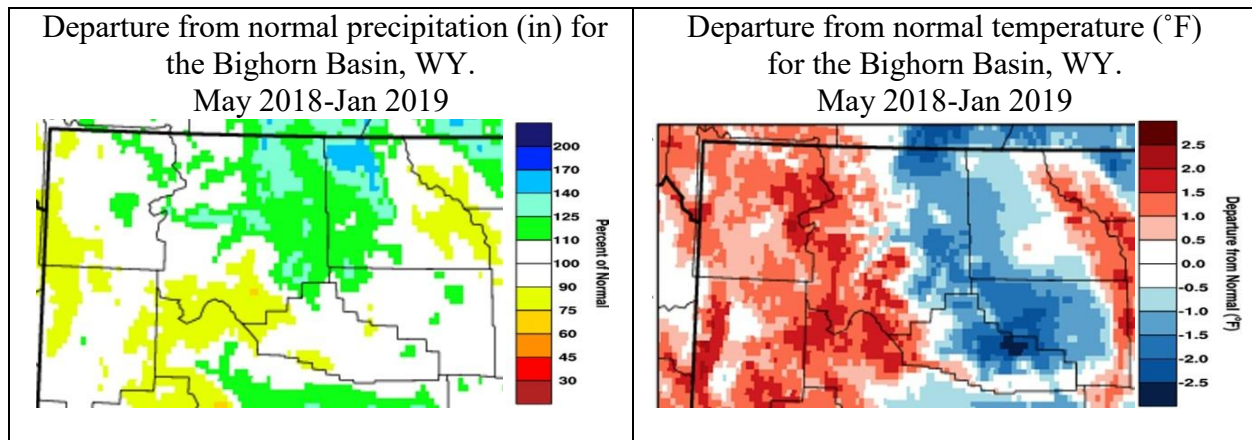 Departure from normal precipitation (in) for
the Bighorn Basin, WY.
May 2018-Jan 2019
200
170
140
125
110
100
90
75
60
45
30
Percent of Normal
Departure from normal temperature (˚F)
for the Bighorn Basin, WY.
May 2018-Jan 2019
2.5
2.0
1.5
1.0
0.5
0.0
-0.5
-1.0
-1.5
-2.0
-2.5
Departure from Normal (°F)